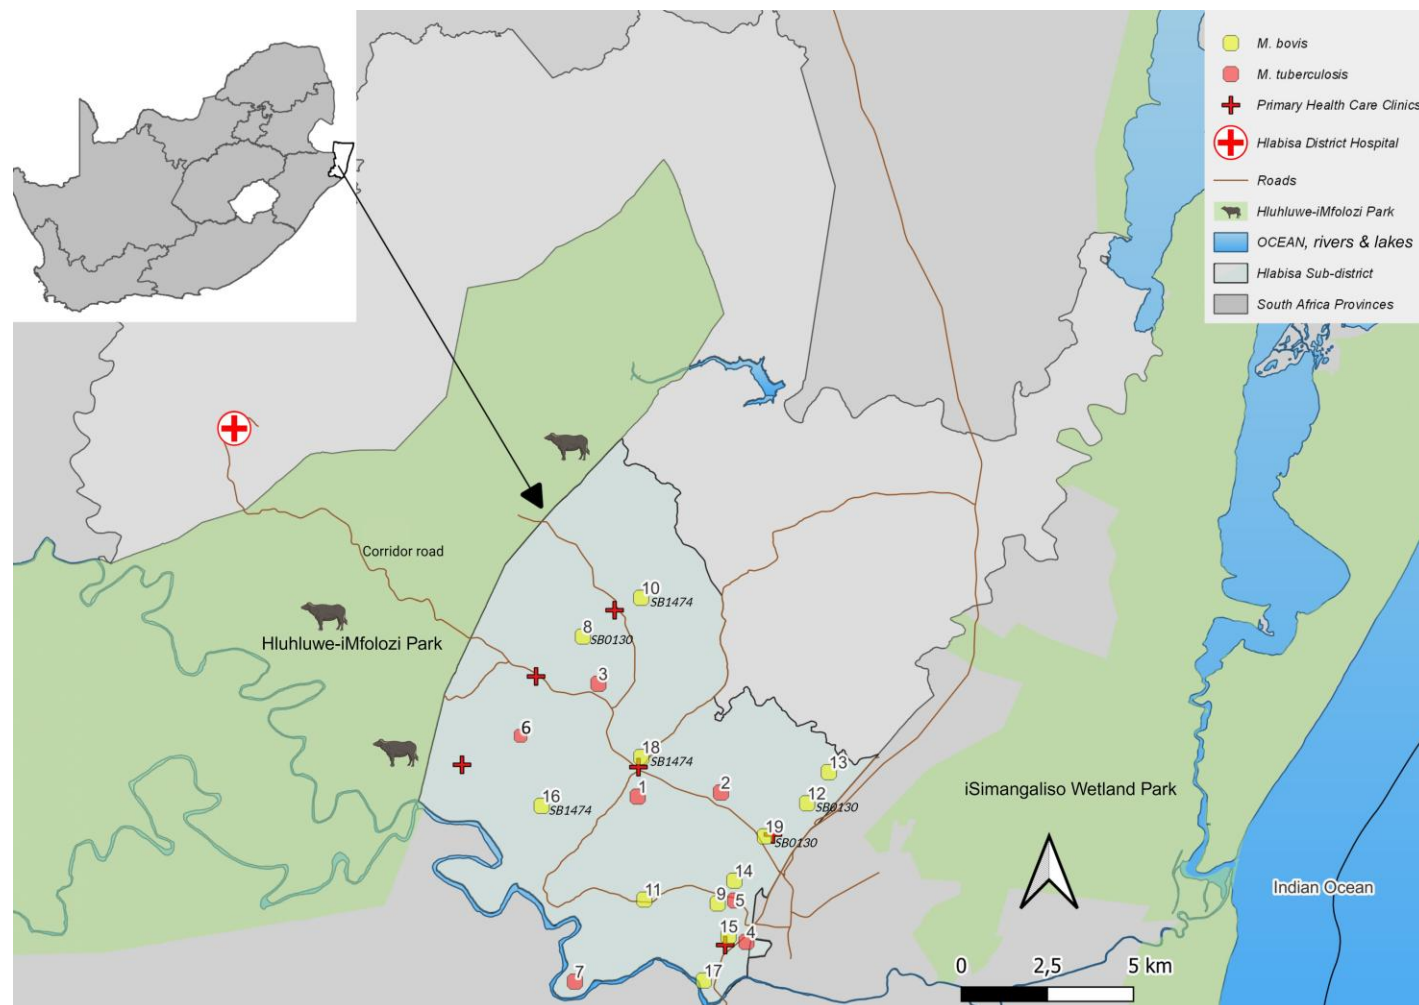 M. bovis
M. tuberculosis
Primary Health Care Clinics
Hlabisa District Hospital
Roads
Hluhluwe-iMfolozi Park
OCEAN, rivers & lakes
Hlabisa Sub-district
South Africa Provinces
Corridor road
10
SB1474
8
SB0130
Hluhluwe-iMfolozi Park
3
6
18
SB1474
13
iSimangaliso Wetland Park
1
2
12
SB0130
16
SB1474
19
SB0130
14
11
9
5
Indian Ocean
15
4
7
17
0 2,5 5 km